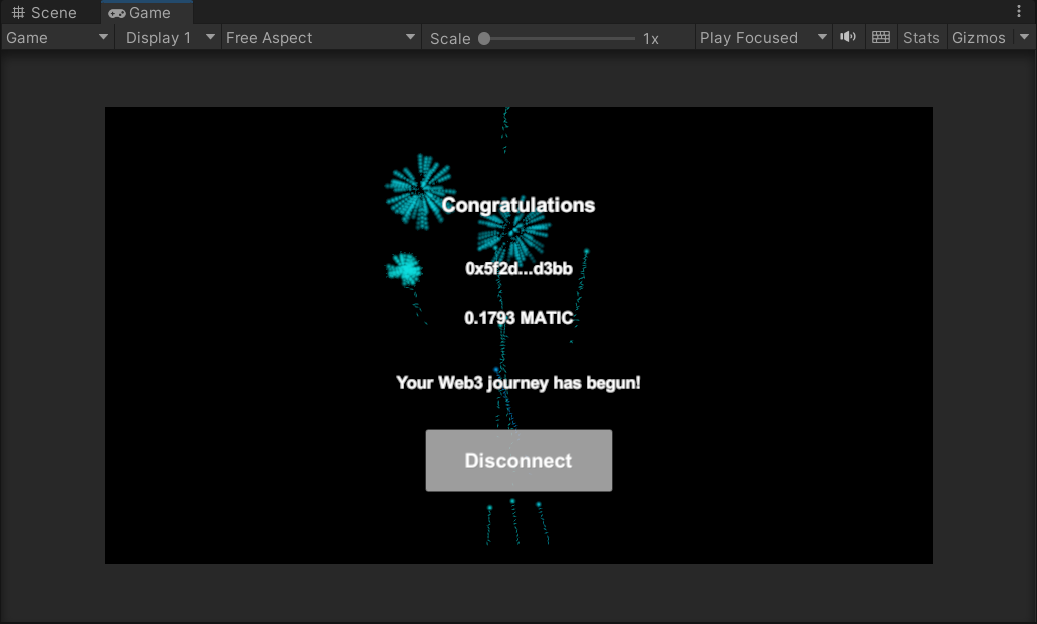 Scene Game
Game Display 1 Free Aspect Scale 1x Play Focused Stats Gizmos
Congratulations
0x5f2d...d3bb
0.1793 MATIC
Your Web3 journey has begun!
Disconnect